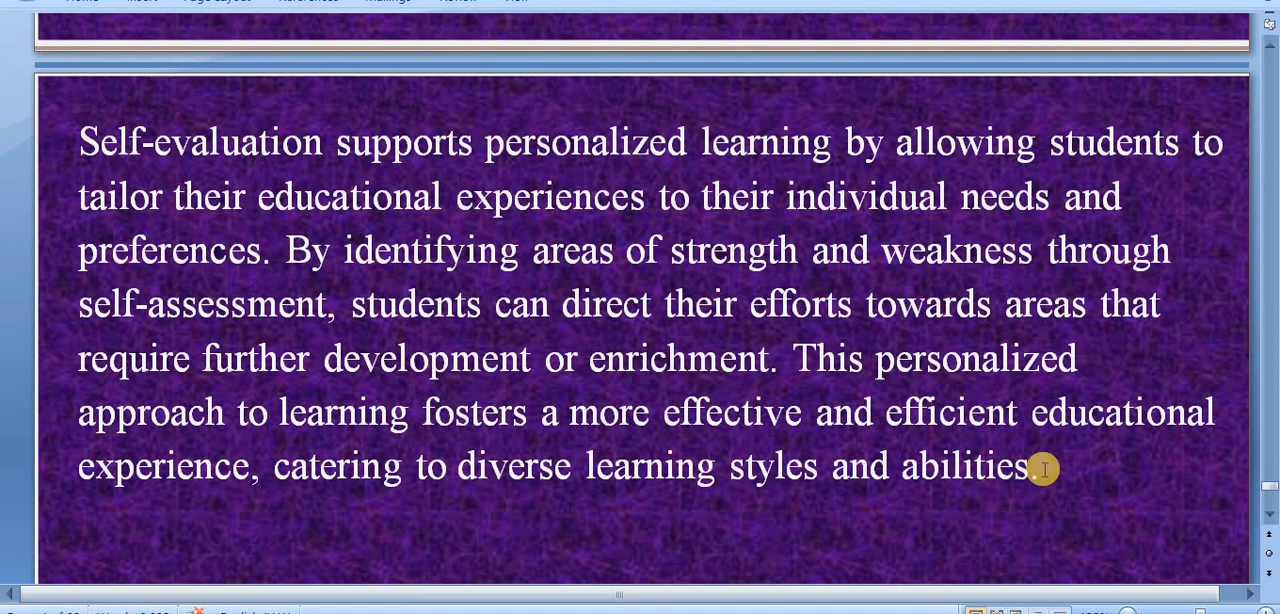 Self-evaluation supports personalized learning by allowing students to
tailor their educational experiences to their individual needs and
preferences. By identifying areas of strength and weakness through
self-assessment, students can direct their efforts towards areas that
require further development or enrichment. This personalized
approach to learning fosters a more effective and efficient educational
experience, catering to diverse learning styles and abilities.